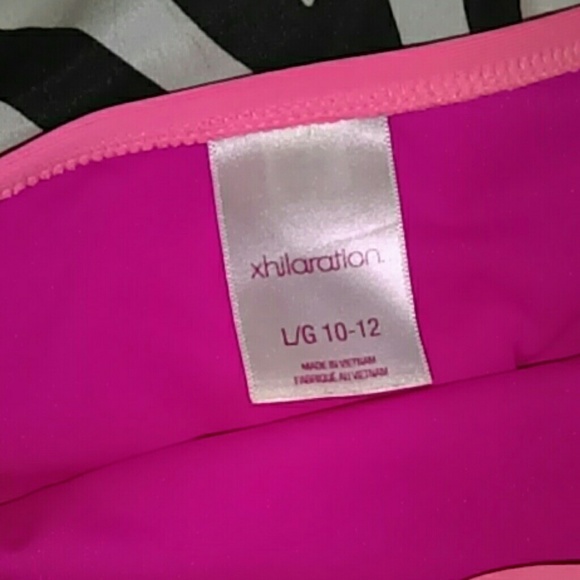 xhilaration.
L/G 10-12
MADE IN VIETNAM
FABRIQUÉ AU VIETNAM